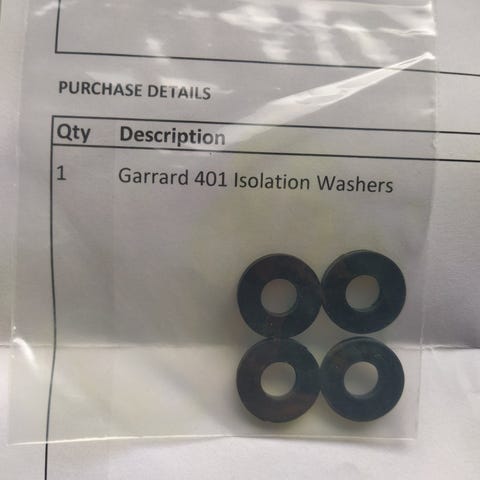 PURCHASE DETAILS
Qty Description
1 Garrard 401 Isolation Washers